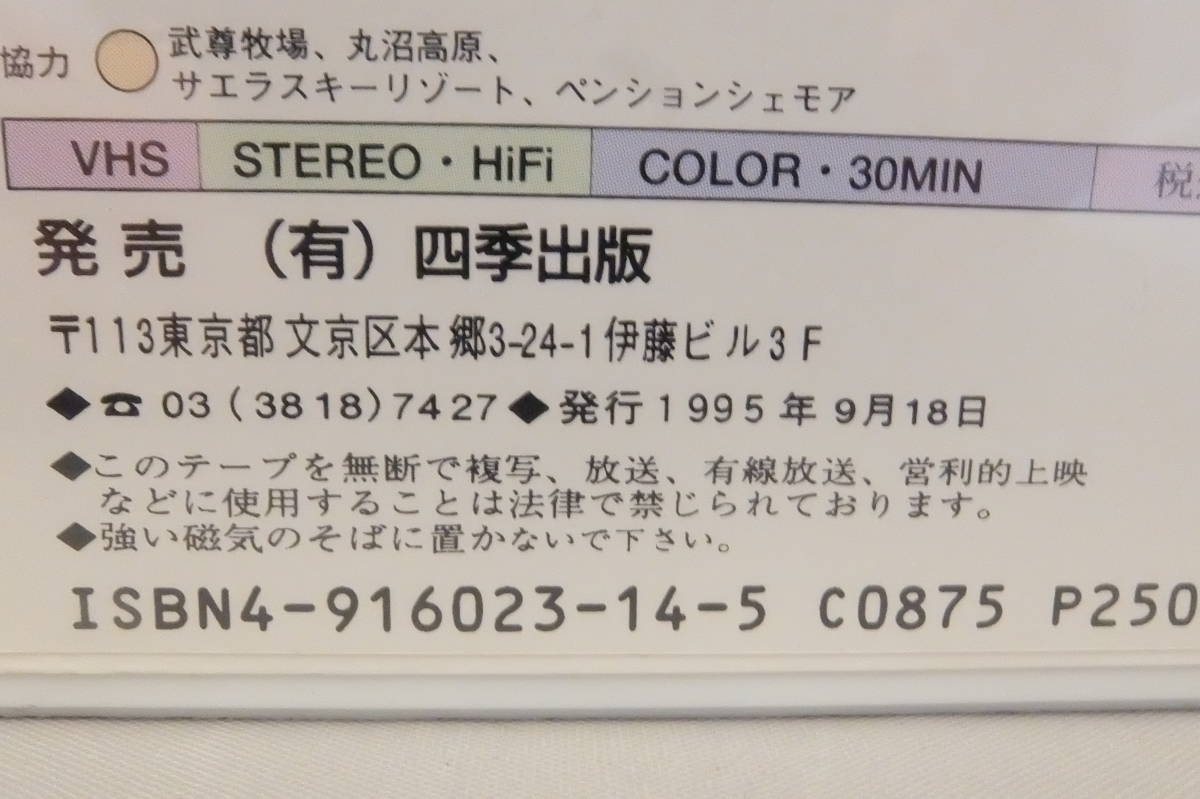 協力 武尊牧場、丸沼高原、
サエラスキーリゾート、ペンションシェモア
VHS STEREO・HiFi COLOR・30MIN 税
発売 (有) 四季出版
〒113東京都 文京区本郷3-24-1伊藤ビル3F
◆☎ 03 (3818)7427◆発行1995年9月18日
◆このテープを無断で複写、放送、有線放送、営利的上映
などに使用することは法律で禁じられております。
◆強い磁気のそばに置かないで下さい。
ISBN4-916023-14-5 C0875 P250